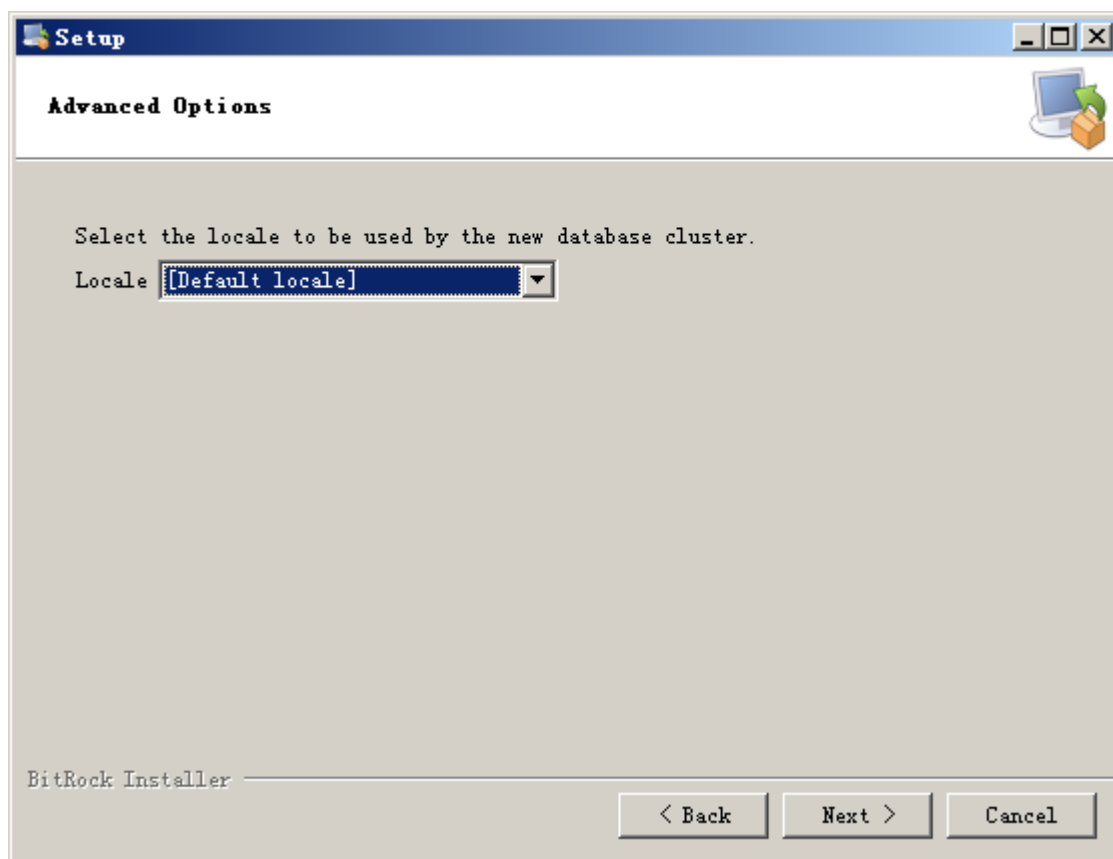 Setup
Advanced Options
Select the locale to be used by the new database cluster.
Locale [Default locale]
BitRock Installer
< Back Next > Cancel